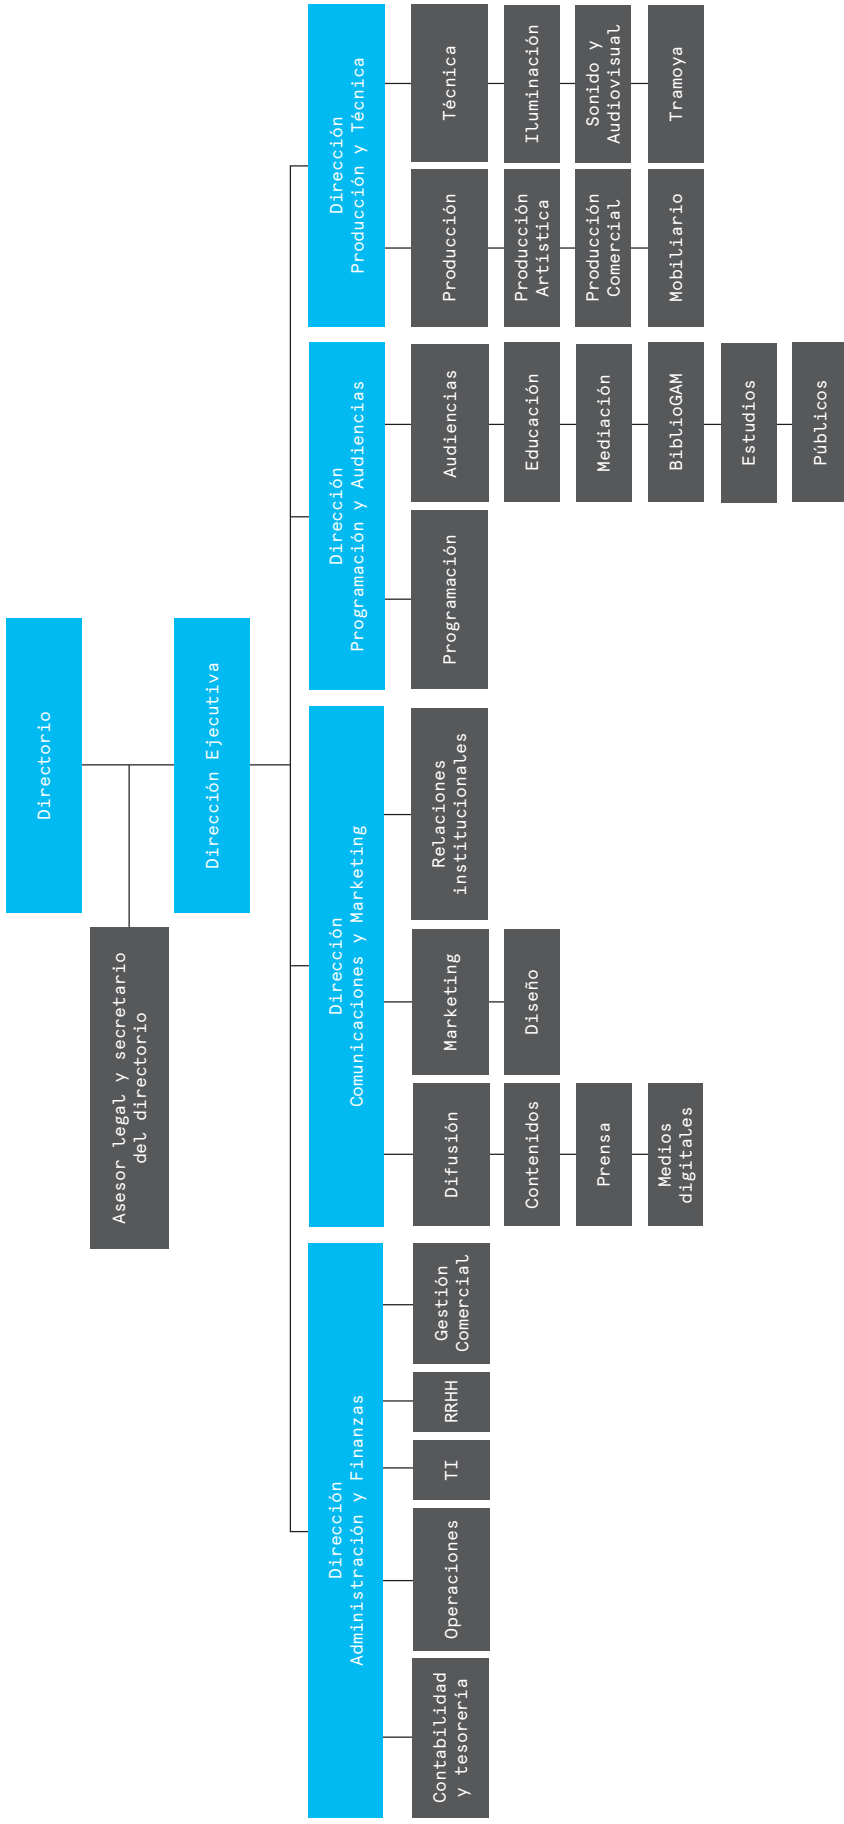 Directorio
Asesor legal y secretario
del directorio
Dirección Ejecutiva
Dirección
Administración y Finanzas
Dirección
Comunicaciones y Marketing
Dirección
Programación y Audiencias
Dirección
Producción y Técnica
Contabilidad
y tesorería
Operaciones
TI
RRHH
Gestión
Comercial
Difusión
Contenidos
Prensa
Medios
digitales
Marketing
Diseño
Relaciones
institucionales
Programación
Audiencias
Educación
Mediación
BiblioGAM
Estudios
Públicos
Producción
Producción
Artística
Producción
Comercial
Mobiliario
Técnica
Iluminación
Sonido y
Audiovisual
Tramoya